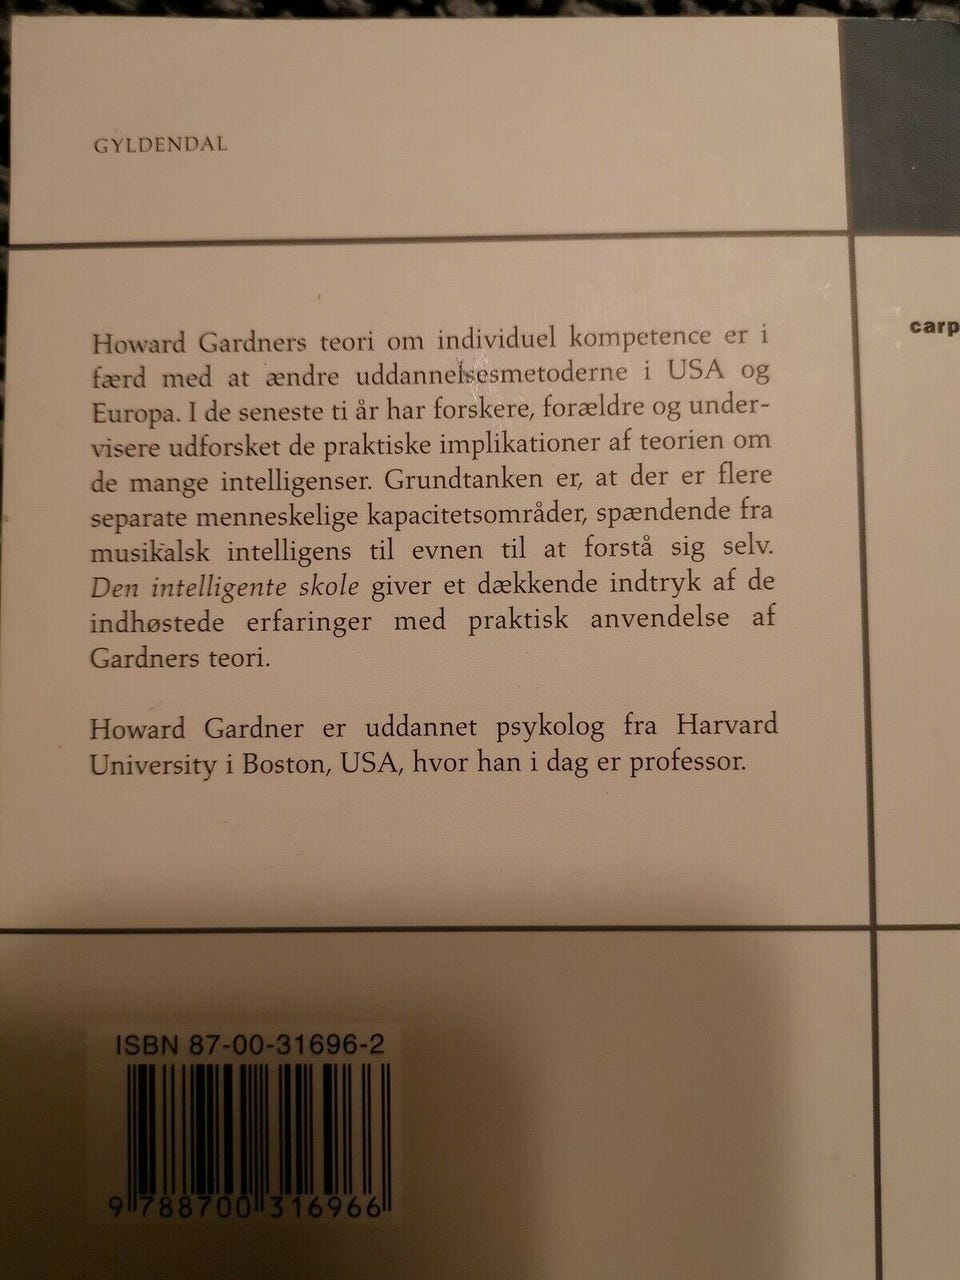 GYLDENDAL
Howard Gardners teori om individuel kompetence er i
færd med at ændre uddannelsesmetoderne i USA og
Europa. I de seneste ti år har forskere, forældre og under-
visere udforsket de praktiske implikationer af teorien om
de mange intelligenser. Grundtanken er, at der er flere
separate menneskelige kapacitetsområder, spændende fra
musikalsk intelligens til evnen til at forstå sig selv.
Den intelligente skole giver et dækkende indtryk af de
indhøstede erfaringer med praktisk anvendelse af
Gardners teori.
Howard Gardner er uddannet psykolog fra Harvard
University i Boston, USA, hvor han i dag er professor.
carp
ISBN 87-00-31696-2
9 788700 316966